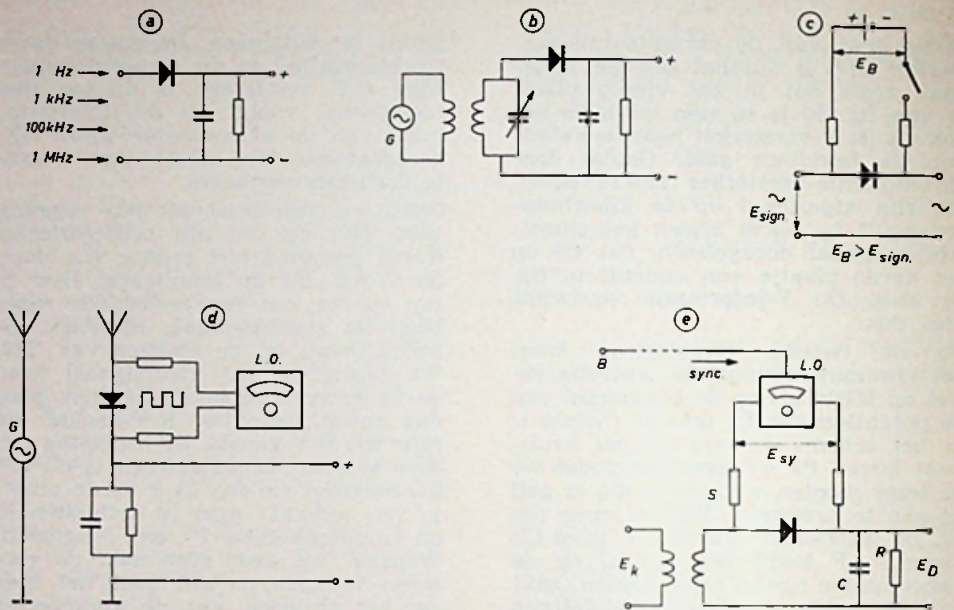 a
1 Hz
1 kHz
100kHz
1 MHz
+
-
b
G
+
-
c
+ -
E_B
E_sign.
~
~
E_B > E_sign.
d
G
L.O.
+
-
e
B
sync.
L.O.
E_sy
S
E_k
C
R
E_D